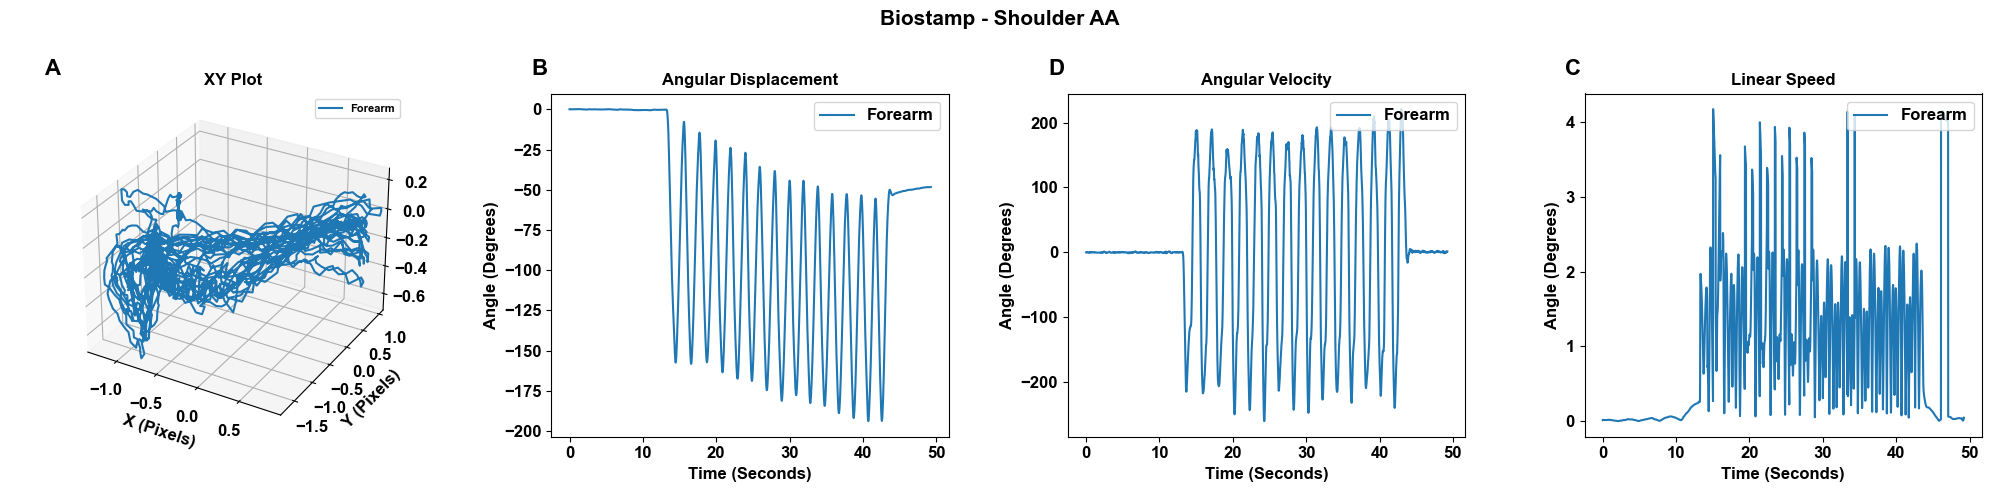 Biostamp - Shoulder AA
A
XY Plot
Forearm
0.2
0.0
−0.2
−0.4
−0.6
1.0
0.5
0.0
−0.5
−1.0
−1.5
Y (Pixels)
−1.0
−0.5
0.0
0.5
X (Pixels)
B
Angular Displacement
Forearm
0
−25
−50
−75
−100
−125
−150
−175
−200
Angle (Degrees)
0 10 20 30 40 50
Time (Seconds)
D
Angular Velocity
Forearm
200
100
0
−100
−200
Angle (Degrees)
0 10 20 30 40 50
Time (Seconds)
C
Linear Speed
Forearm
4
3
2
1
0
Angle (Degrees)
0 10 20 30 40 50
Time (Seconds)